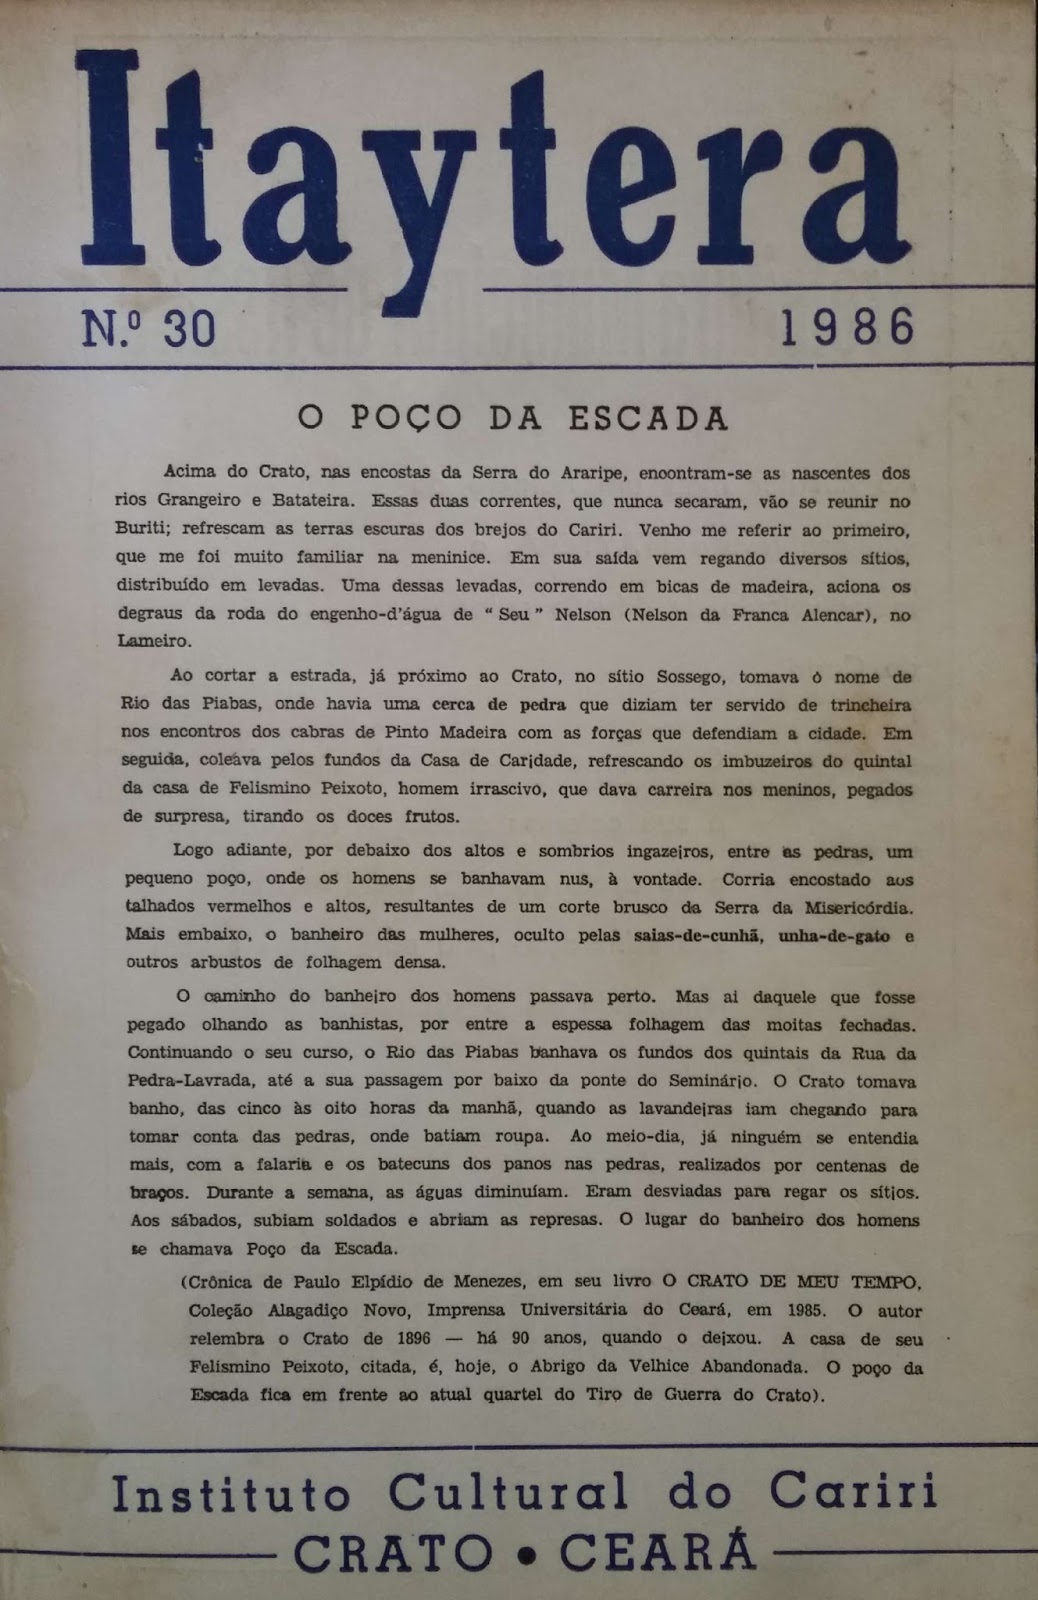 Itaytera
N.º 30 1986
O POÇO DA ESCADA
Acima do Crato, nas encostas da Serra do Araripe, encontram-se as nascentes dos
rios Grangeiro e Batateira. Essas duas correntes, que nunca secaram, vão se reunir no
Buriti; refrescam as terras escuras dos brejos do Cariri. Venho me referir ao primeiro,
que me foi muito familiar na meninice. Em sua saída vem regando diversos sítios,
distribuído em levadas. Uma dessas levadas, correndo em bicas de madeira, aciona os
degraus da roda do engenho-d'água de " Seu " Nelson (Nelson da Franca Alencar), no
Lameiro.
Ao cortar a estrada, já próximo ao Crato, no sítio Sossego, tomava o nome de
Rio das Piabas, onde havia uma cerca de pedra que diziam ter servido de trincheira
nos encontros dos cabras de Pinto Madeira com as forças que defendiam a cidade. Em
seguida, coleava pelos fundos da Casa de Caridade, refrescando os imbuzeiros do quintal
da casa de Felismino Peixoto, homem irrascivo, que dava carreira nos meninos, pegados
de surpresa, tirando os doces frutos.
Logo adiante, por debaixo dos altos e sombrios ingazeiros, entre as pedras, um
pequeno poço, onde os homens se banhavam nus, à vontade. Corria encostado aos
talhados vermelhos e altos, resultantes de um corte brusco da Serra da Misericórdia.
Mais embaixo, o banheiro das mulheres, oculto pelas saias-de-cunhã, unha-de-gato e
outros arbustos de folhagem densa.
O caminho do banheiro dos homens passava perto. Mas ai daquele que fosse
pegado olhando as banhistas, por entre a espessa folhagem das moitas fechadas.
Continuando o seu curso, o Rio das Piabas banhava os fundos dos quintais da Rua da
Pedra-Lavrada, até a sua passagem por baixo da ponte do Seminário. O Crato tomava
banho, das cinco às oito horas da manhã, quando as lavandeiras iam chegando para
tomar conta das pedras, onde batiam roupa. Ao meio-dia, já ninguém se entendia
mais, com a falaria e os batecuns dos panos nas pedras, realizados por centenas de
braços. Durante a semana, as águas diminuíam. Eram desviadas para regar os sítios.
Aos sábados, subiam soldados e abriam as represas. O lugar do banheiro dos homens
se chamava Poço da Escada.
(Crônica de Paulo Elpídio de Menezes, em seu livro O CRATO DE MEU TEMPO,
Coleção Alagadiço Novo, Imprensa Universitária do Ceará, em 1985. O autor
relembra o Crato de 1896 — há 90 anos, quando o deixou. A casa de seu
Felismino Peixoto, citada, é, hoje, o Abrigo da Velhice Abandonada. O poço da
Escada fica em frente ao atual quartel do Tiro de Guerra do Crato).
Instituto Cultural do Cariri
CRATO • CEARÁ